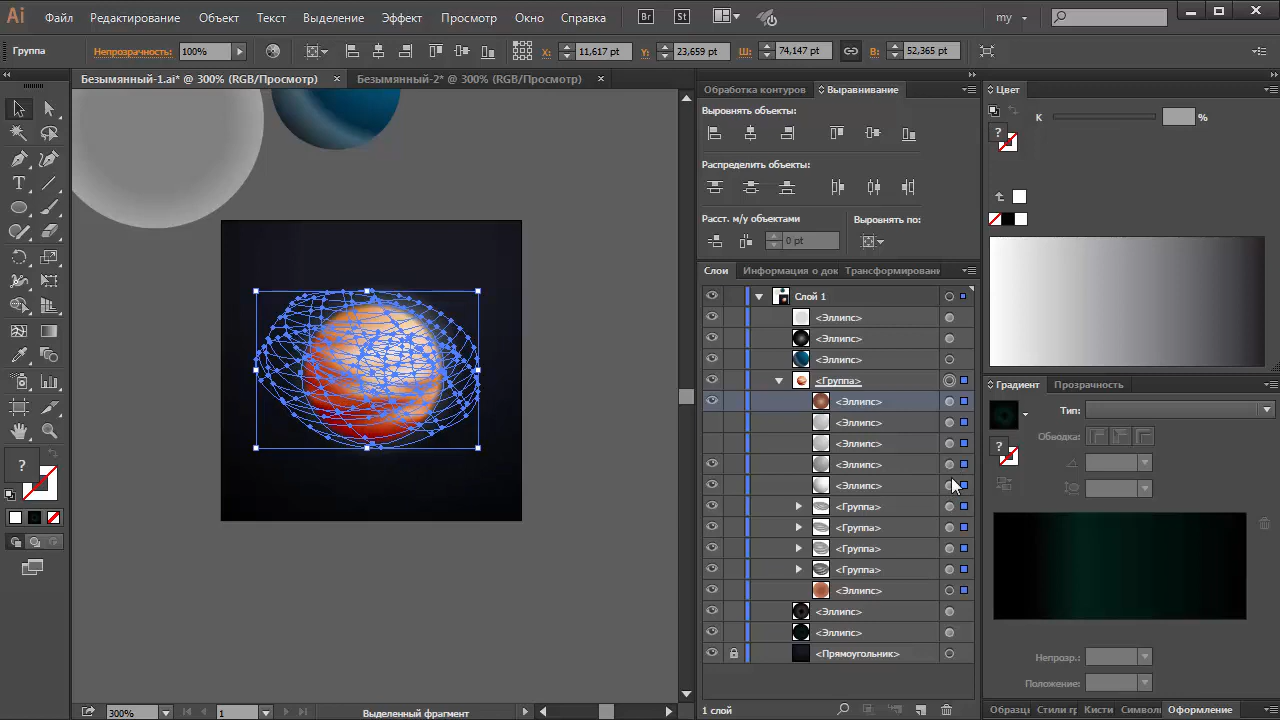 Ai Файл Редактирование Объект Текст Выделение Эффект Просмотр Окно Справка Br St my
Группа Непрозрачность: 100% X: 11,617 pt Y: 23,659 pt Ш: 74,147 pt В: 52,365 pt
Безымянный-1.ai* @ 300% (RGB/Просмотр) Безымянный-2* @ 300% (RGB/Просмотр)
Обработка контуров Выравнивание
Выровнять объекты:
Распределить объекты:
Расст. м/у объектами Выровнять по:
0 pt
Цвет
? K %
Слои Информация о док Трансформировани
Слой 1
<Эллипс>
<Эллипс>
<Эллипс>
<Группа>
<Эллипс>
<Эллипс>
<Эллипс>
<Эллипс>
<Эллипс>
<Группа>
<Группа>
<Группа>
<Группа>
<Эллипс>
<Эллипс>
<Эллипс>
<Прямоугольник>
1 слой
Градиент Прозрачность
Тип:
Обводка:
?
Непрозр.:
Положение:
Образц Стили гр Кисти Символ Оформление
?
300% 1 Выделенный фрагмент